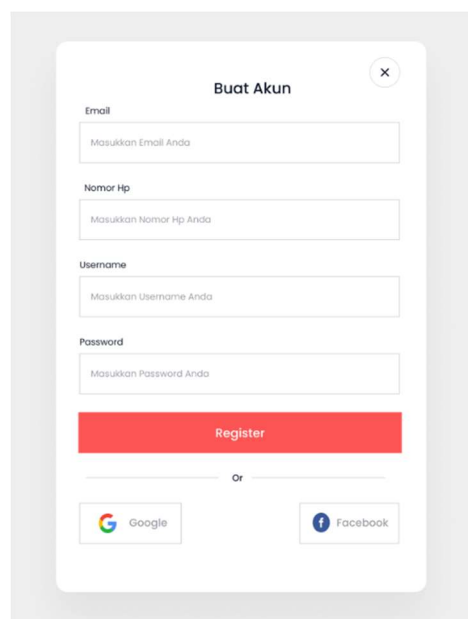 Buat Akun
Email
Masukkan Email Anda
Nomor Hp
Masukkan Nomor Hp Anda
Username
Masukkan Username Anda
Password
Masukkan Password Anda
Register
Or
Google
Facebook